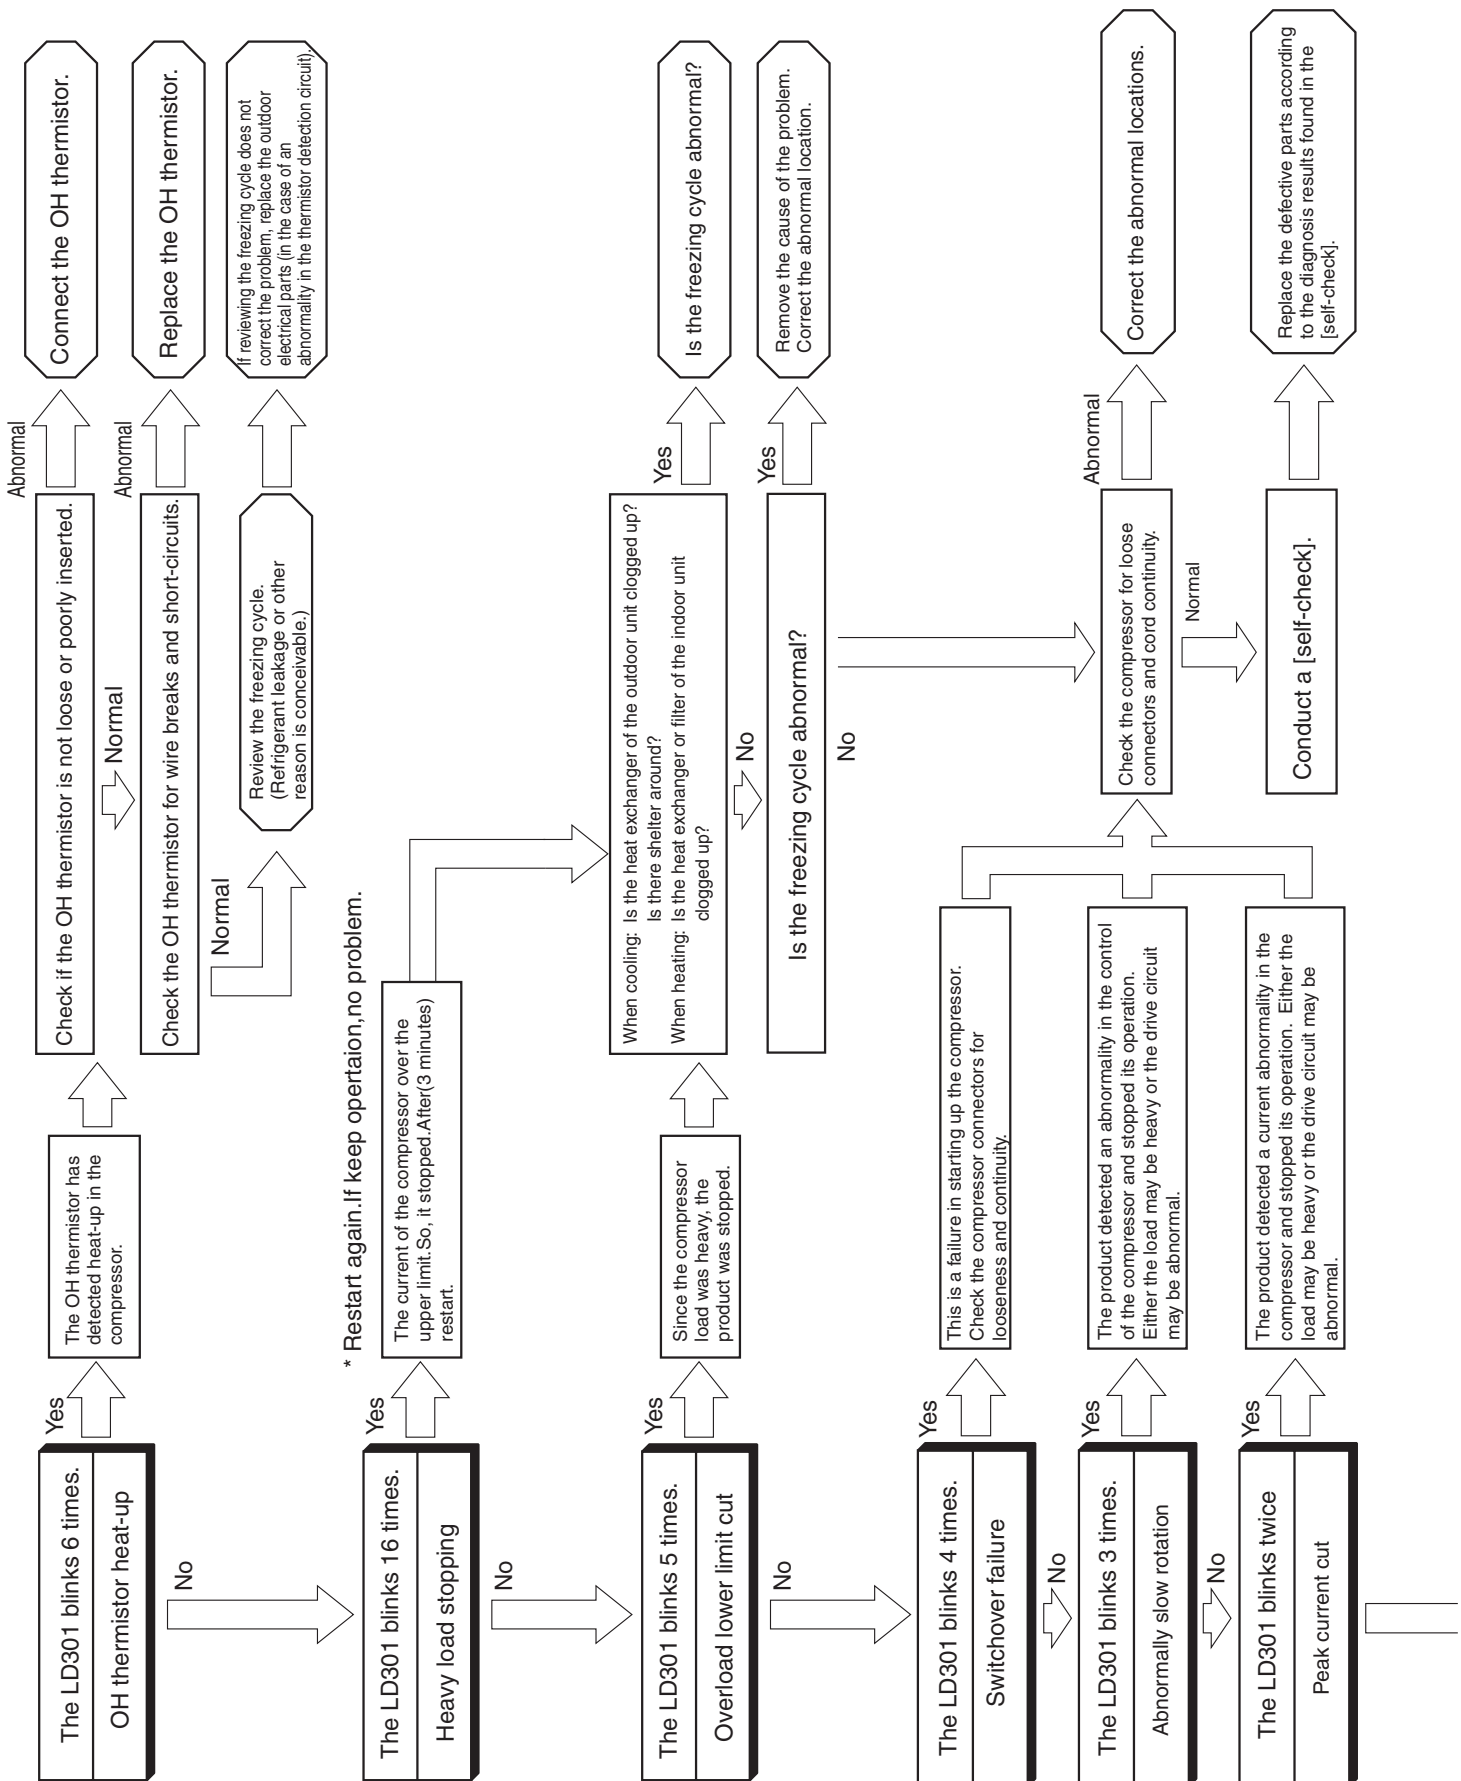 The LD301 blinks 6 times.
OH thermistor heat-up
Yes
The OH thermistor has
detected heat-up in the
compressor.
Check if the OH thermistor is not loose or poorly inserted.
Abnormal
Connect the OH thermistor.
Normal
Check the OH thermistor for wire breaks and short-circuits.
Abnormal
Replace the OH thermistor.
Normal
Review the freezing cycle.
(Refrigerant leakage or other
reason is conceivable.)
If reviewing the freezing cycle does not
correct the problem, replace the outdoor
electrical parts (in the case of an
abnormality in the thermistor detection circuit).
No
* Restart again.If keep opertaion,no problem.
The LD301 blinks 16 times.
Heavy load stopping
Yes
The current of the compressor over the
upper limit.So, it stopped.After(3 minutes)
restart.
No
The LD301 blinks 5 times.
Overload lower limit cut
Yes
Since the compressor
load was heavy, the
product was stopped.
When cooling: Is the heat exchanger of the outdoor unit clogged up?
Is there shelter around?
When heating: Is the heat exchanger or filter of the indoor unit
clogged up?
Yes
Is the freezing cycle abnormal?
No
Is the freezing cycle abnormal?
Yes
Remove the cause of the problem.
Correct the abnormal location.
No
No
The LD301 blinks 4 times.
Switchover failure
Yes
This is a failure in starting up the compressor.
Check the compressor connectors for
looseness and continuity.
No
The LD301 blinks 3 times.
Abnormally slow rotation
Yes
The product detected an abnormality in the control
of the compressor and stopped its operation.
Either the load may be heavy or the drive circuit
may be abnormal.
Check the compressor for loose
connectors and cord continuity.
Abnormal
Correct the abnormal locations.
Normal
No
The LD301 blinks twice
Peak current cut
Yes
The product detected a current abnormality in the
compressor and stopped its operation. Either the
load may be heavy or the drive circuit may be
abnormal.
Conduct a [self-check].
Replace the defective parts according
to the diagnosis results found in the
[self-check].